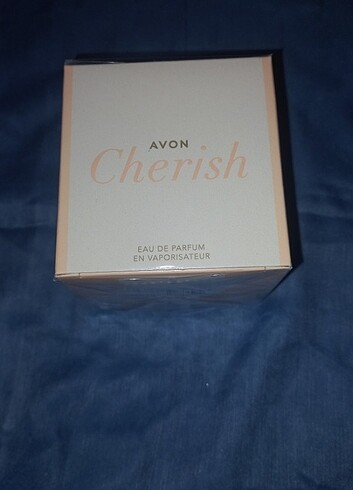 AVON
Cherish
EAU DE PARFUM
EN VAPORISATEUR